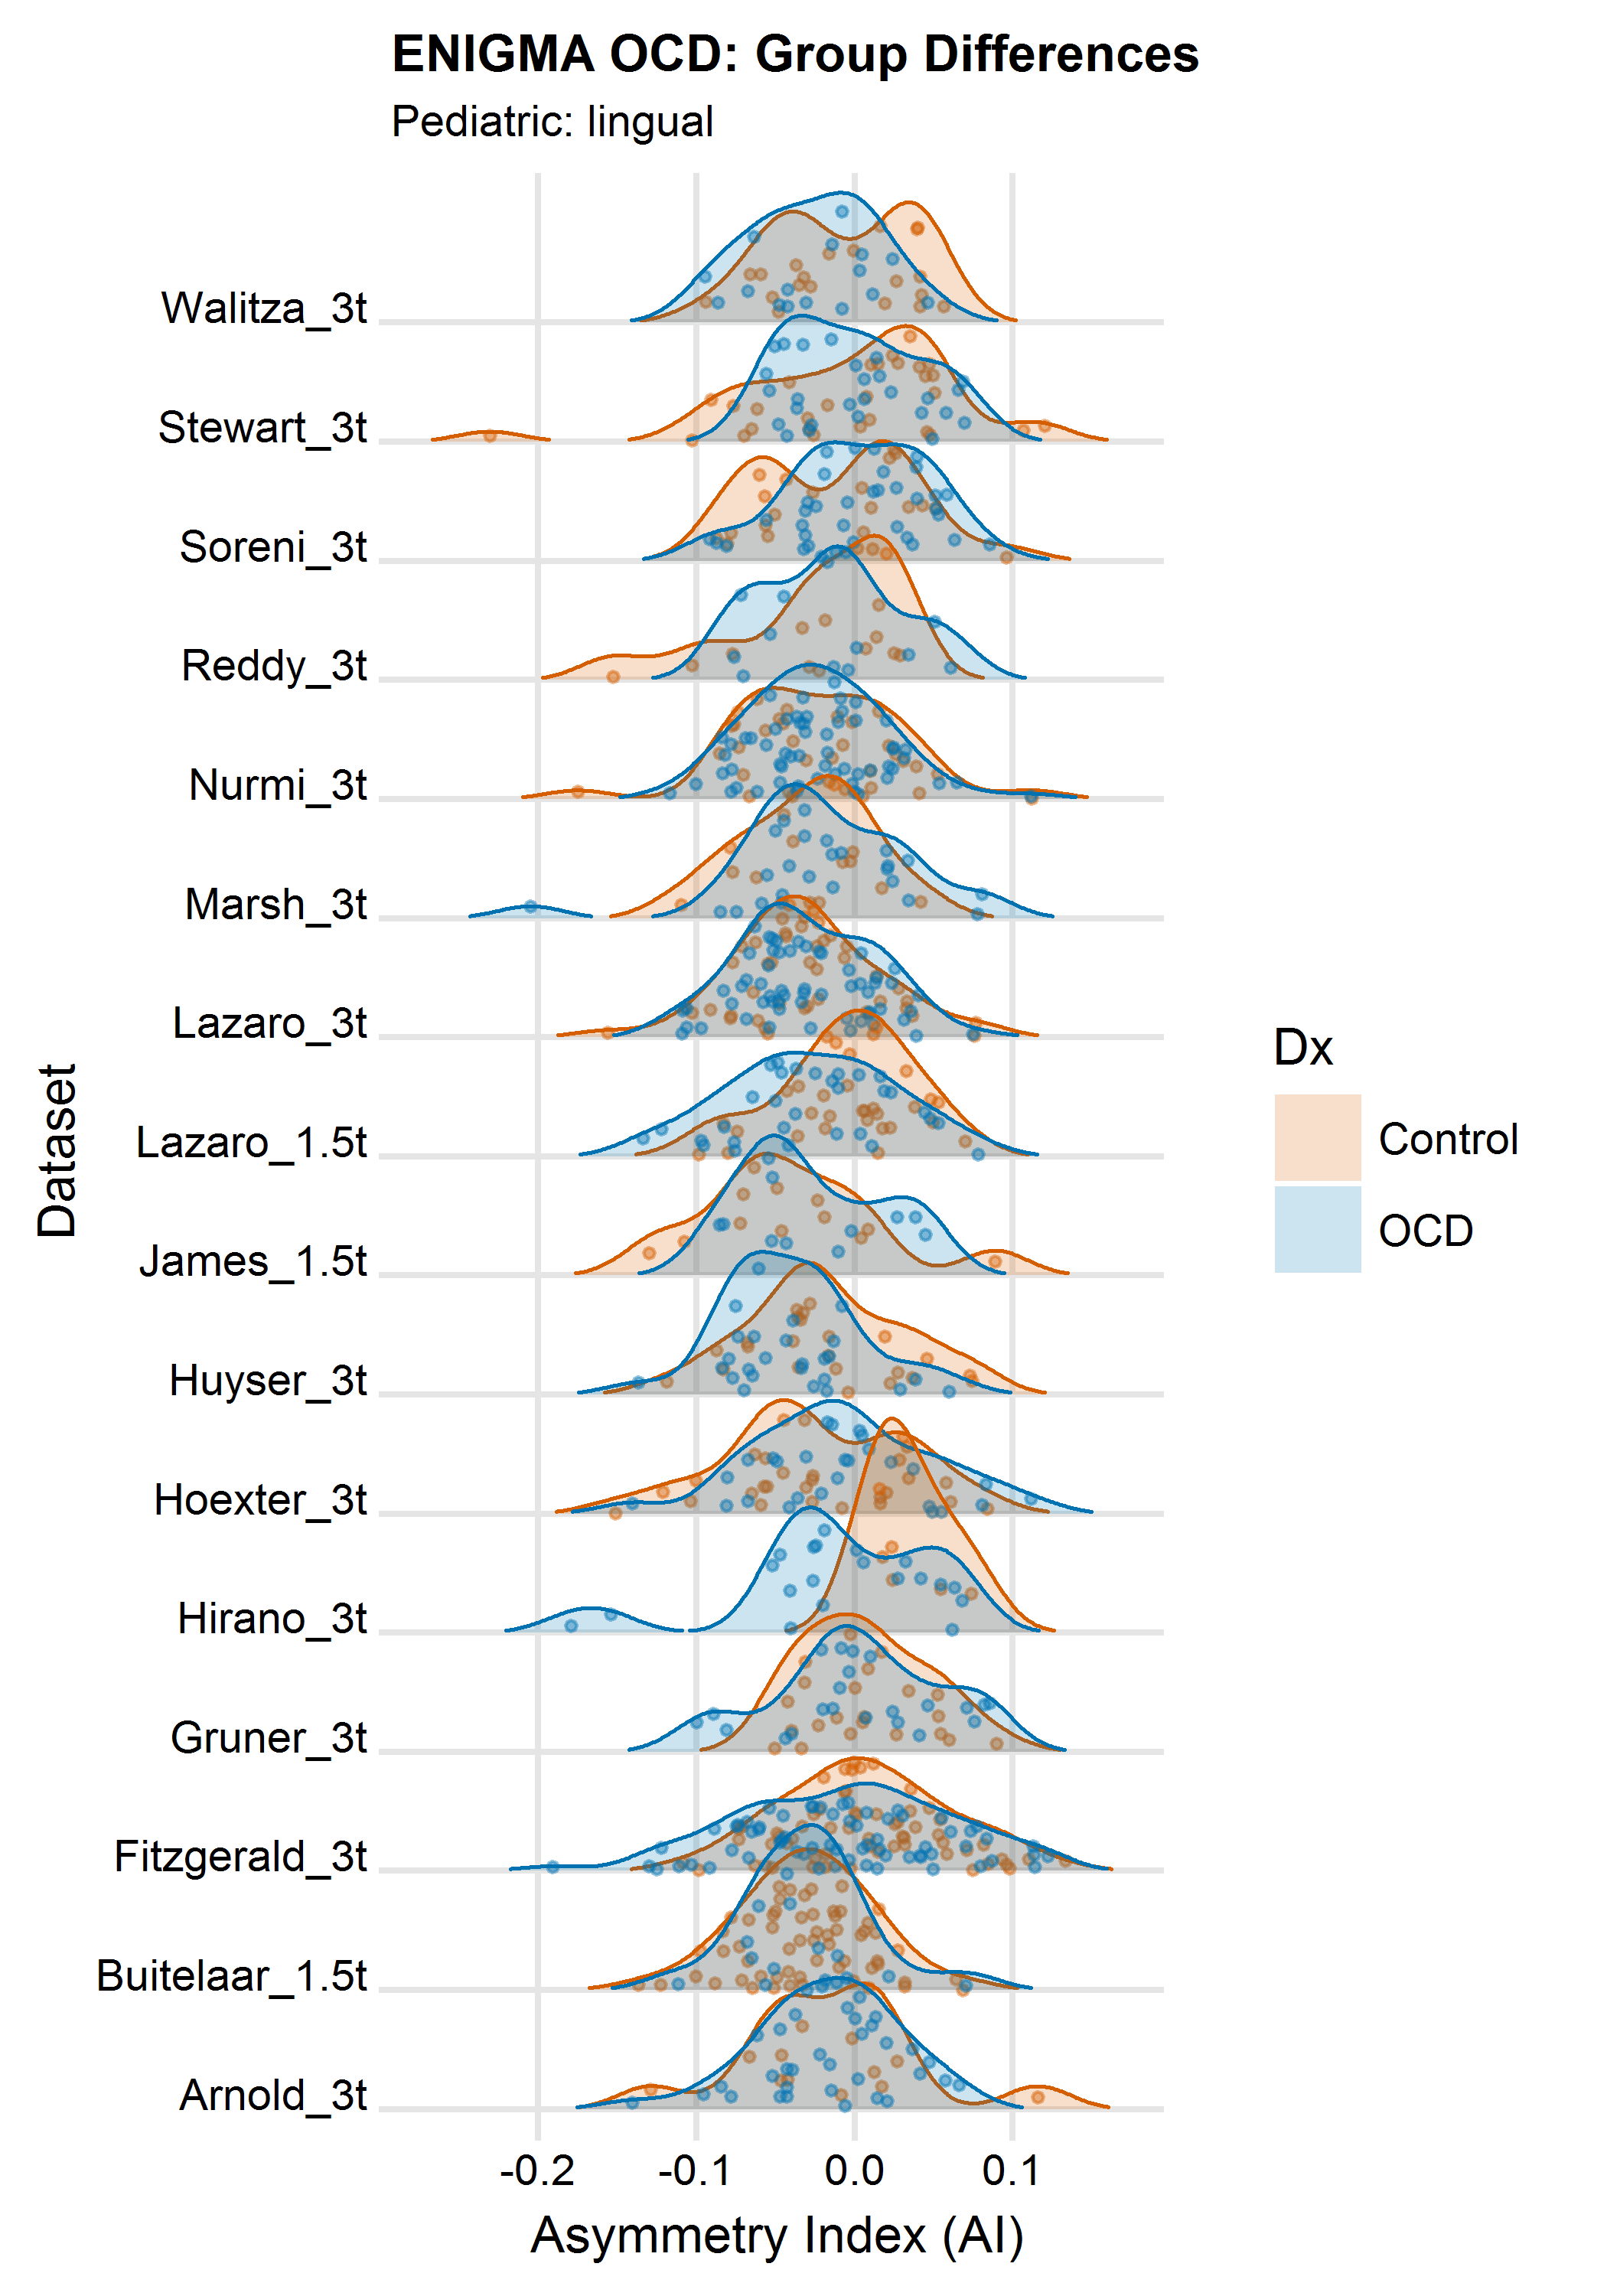 ENIGMA OCD: Group Differences
Pediatric: lingual
Walitza_3t
Stewart_3t
Soreni_3t
Reddy_3t
Nurmi_3t
Marsh_3t
Lazaro_3t
Lazaro_1.5t
James_1.5t
Huyser_3t
Hoexter_3t
Hirano_3t
Gruner_3t
Fitzgerald_3t
Buitelaar_1.5t
Arnold_3t
Dataset
-0.2 -0.1 0.0 0.1
Asymmetry Index (AI)
Dx
Control
OCD